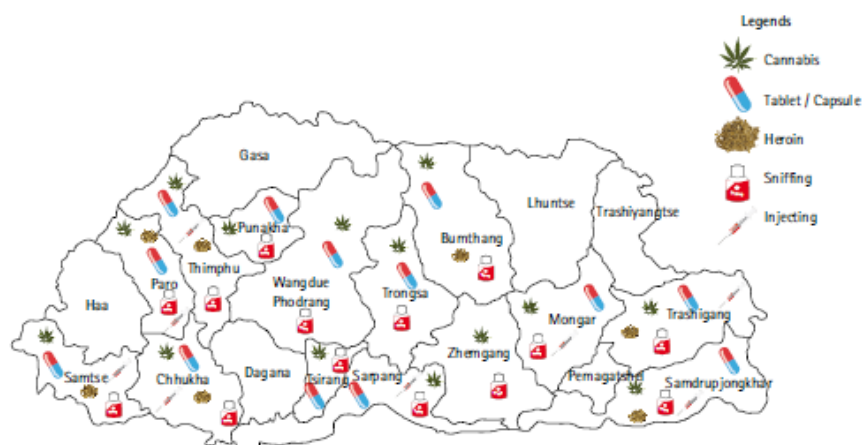 Legends
Cannabis
Tablet / Capsule
Heroin
Sniffing
Injecting
Gasa
Punakha
Lhuntse
Trashiyangtse
Bumthang
Thimphu
Paro
Wangdue
Phodrang
Trongsa
Haa
Mongar
Trashigang
Zhemgang
Samtse
Chhukha
Dagana
Tsirang
Sarpang
Pemagatshel
Samdrupjongkhar